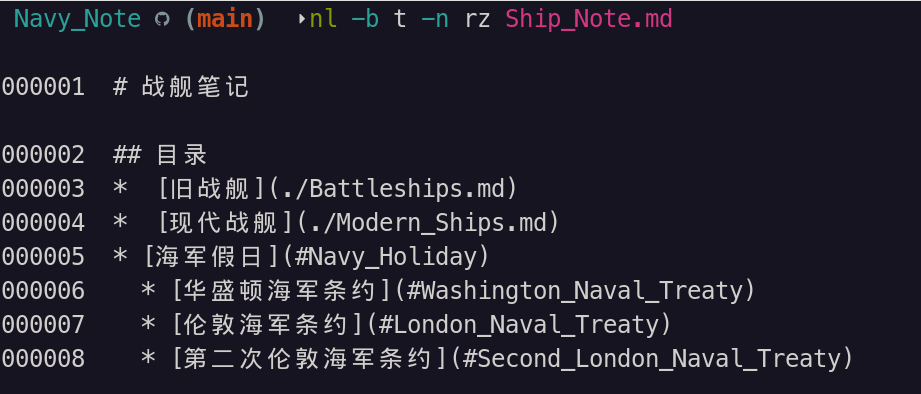 Navy_Note (main) nl -b t -n rz Ship_Note.md
000001 # 战舰笔记
000002 ## 目录
000003 *  [旧战舰](./Battleships.md)
000004 *  [现代战舰](./Modern_Ships.md)
000005 * [海军假日](#Navy_Holiday)
000006   * [华盛顿海军条约](#Washington_Naval_Treaty)
000007   * [伦敦海军条约](#London_Naval_Treaty)
000008   * [第二次伦敦海军条约](#Second_London_Naval_Treaty)